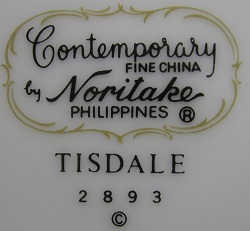 Contemporary
FINE CHINA
by Noritake
PHILIPPINES ®
TISDALE
2893
©